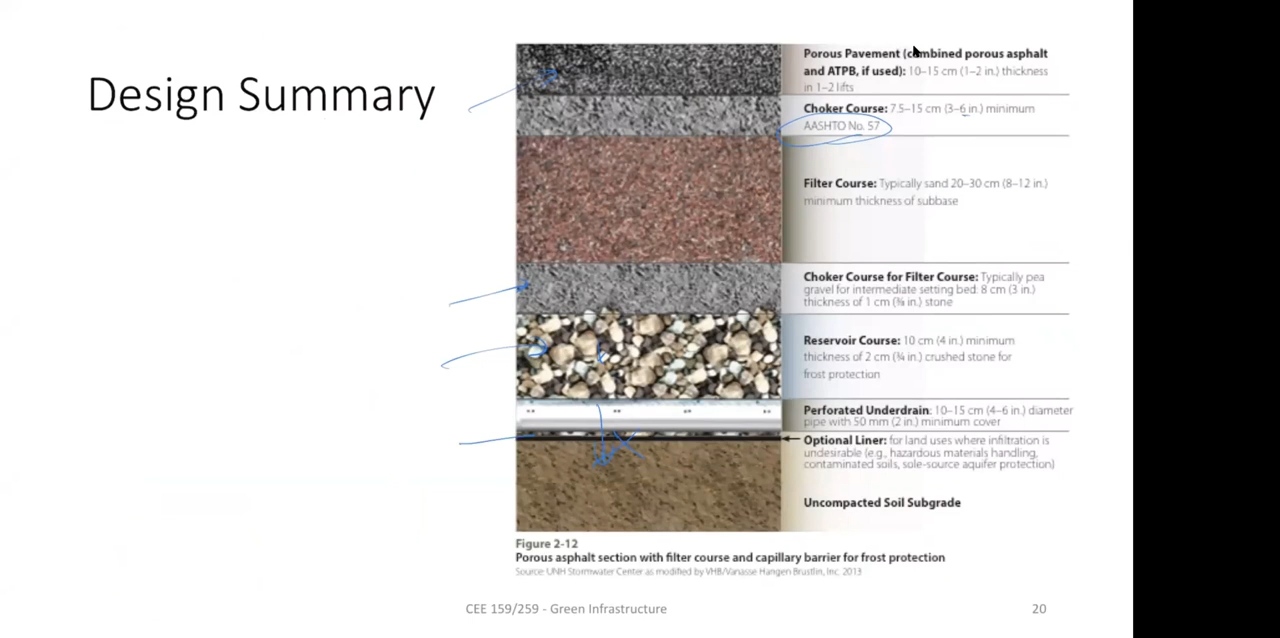 Design Summary
Porous Pavement (combined porous asphalt
and ATPB, if used): 10–15 cm (1–2 in.) thickness
in 1–2 lifts
Choker Course: 7.5–15 cm (3–6 in.) minimum
AASHTO No. 57
Filter Course: Typically sand 20–30 cm (8–12 in.)
minimum thickness of subbase
Choker Course for Filter Course: Typically pea
gravel for intermediate setting bed: 8 cm (3 in.)
thickness of 1 cm (⅜ in.) stone
Reservoir Course: 10 cm (4 in.) minimum
thickness of 2 cm (¾ in.) crushed stone for
frost protection
Perforated Underdrain: 10–15 cm (4–6 in.) diameter
pipe with 50 mm (2 in.) minimum cover
Optional Liner: for land uses where infiltration is
undesirable (e.g., hazardous materials handling,
contaminated soils, sole-source aquifer protection)
Uncompacted Soil Subgrade
Figure 2-12
Porous asphalt section with filter course and capillary barrier for frost protection
Source: UNH Stormwater Center as modified by VHB/Vanasse Hangen Brustlin, Inc. 2013
CEE 159/259 - Green Infrastructure
20